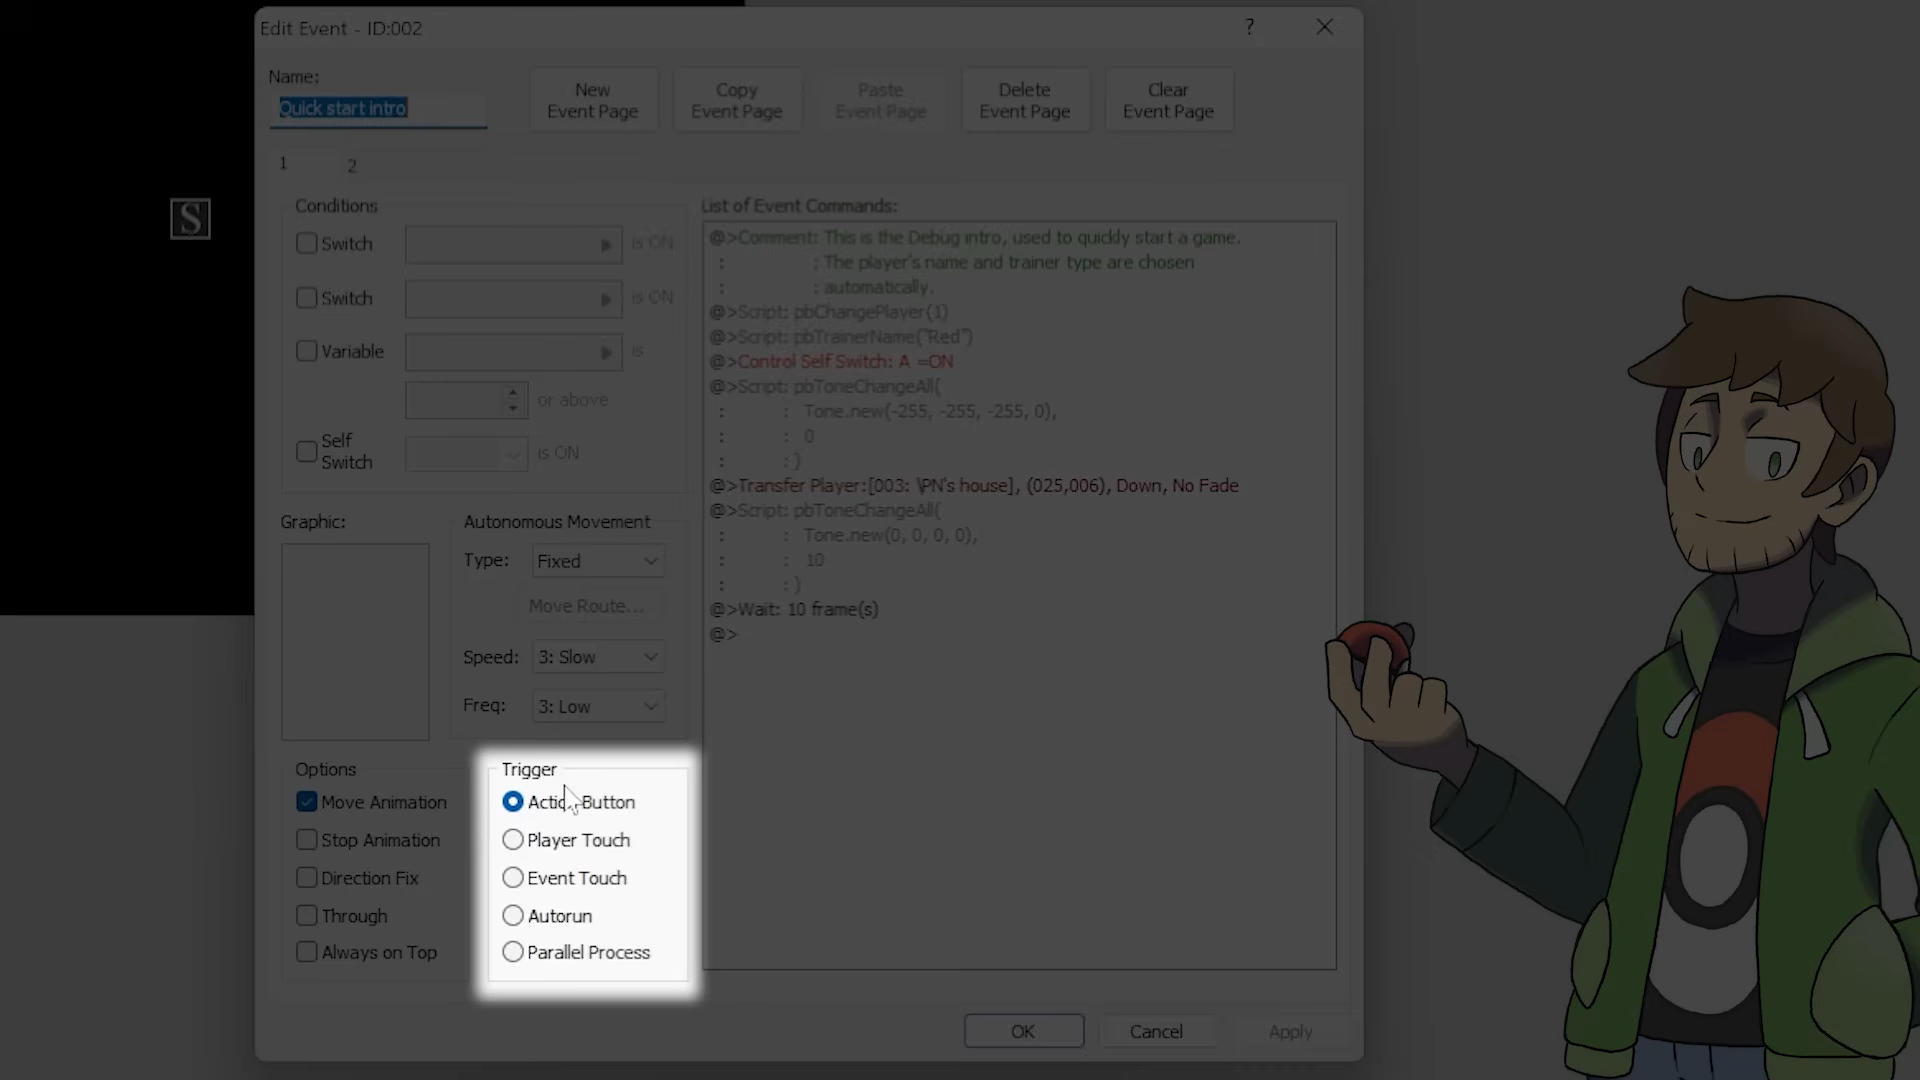 Edit Event - ID:002
?
Name:
Quick start intro
New
Event Page
Copy
Event Page
Paste
Event Page
Delete
Event Page
Clear
Event Page
1
2
S
Conditions
Switch
is ON
Switch
is ON
Variable
is
or above
Self
Switch
is ON
Graphic:
Autonomous Movement
Type:
Fixed
Move Route...
Speed:
3: Slow
Freq:
3: Low
Options
Move Animation
Stop Animation
Direction Fix
Through
Always on Top
Trigger
Action Button
Player Touch
Event Touch
Autorun
Parallel Process
List of Event Commands:
@>Comment: This is the Debug intro, used to quickly start a game.
: : The player's name and trainer type are chosen
: : automatically.
@>Script: pbChangePlayer(1)
@>Script: pbTrainerName("Red")
@>Control Self Switch: A =ON
@>Script: pbToneChangeAll(
: : Tone.new(-255, -255, -255, 0),
: : 0
: : )
@>Transfer Player:[003: \PN's house], (025,006), Down, No Fade
@>Script: pbToneChangeAll(
: : Tone.new(0, 0, 0, 0),
: : 10
: : )
@>Wait: 10 frame(s)
@>
OK
Cancel
Apply